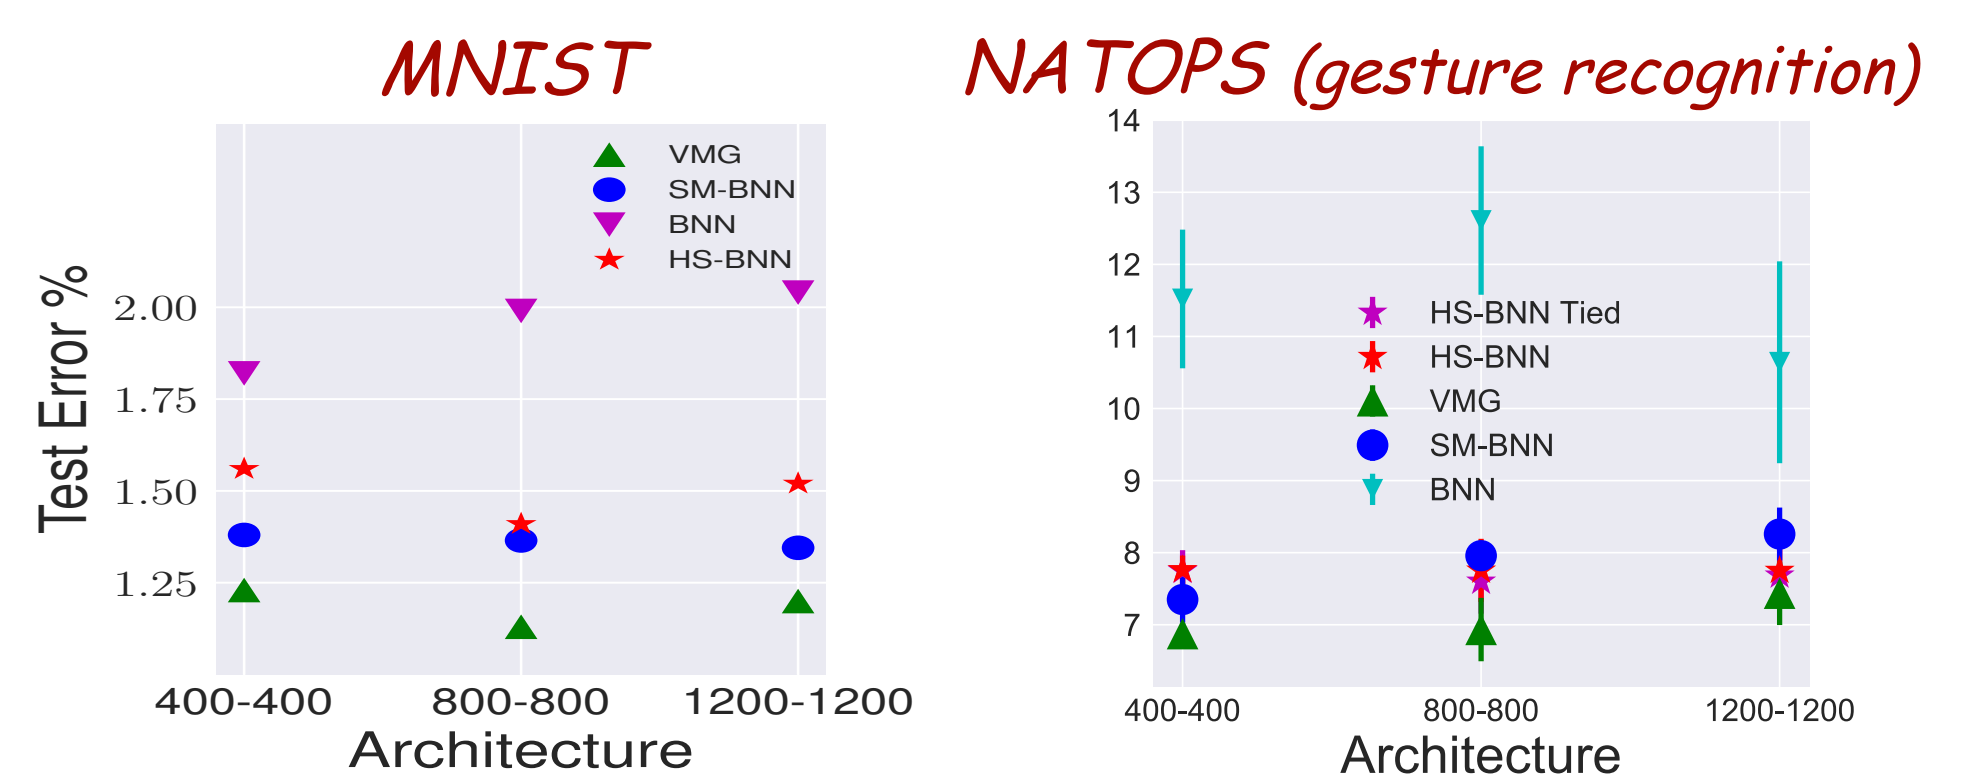 MNIST
VMG
SM-BNN
BNN
HS-BNN
Test Error %
2.00
1.75
1.50
1.25
400-400 800-800 1200-1200
Architecture
NATOPS (gesture recognition)
14
13
12
11
10
9
8
7
HS-BNN Tied
HS-BNN
VMG
SM-BNN
BNN
400-400 800-800 1200-1200
Architecture